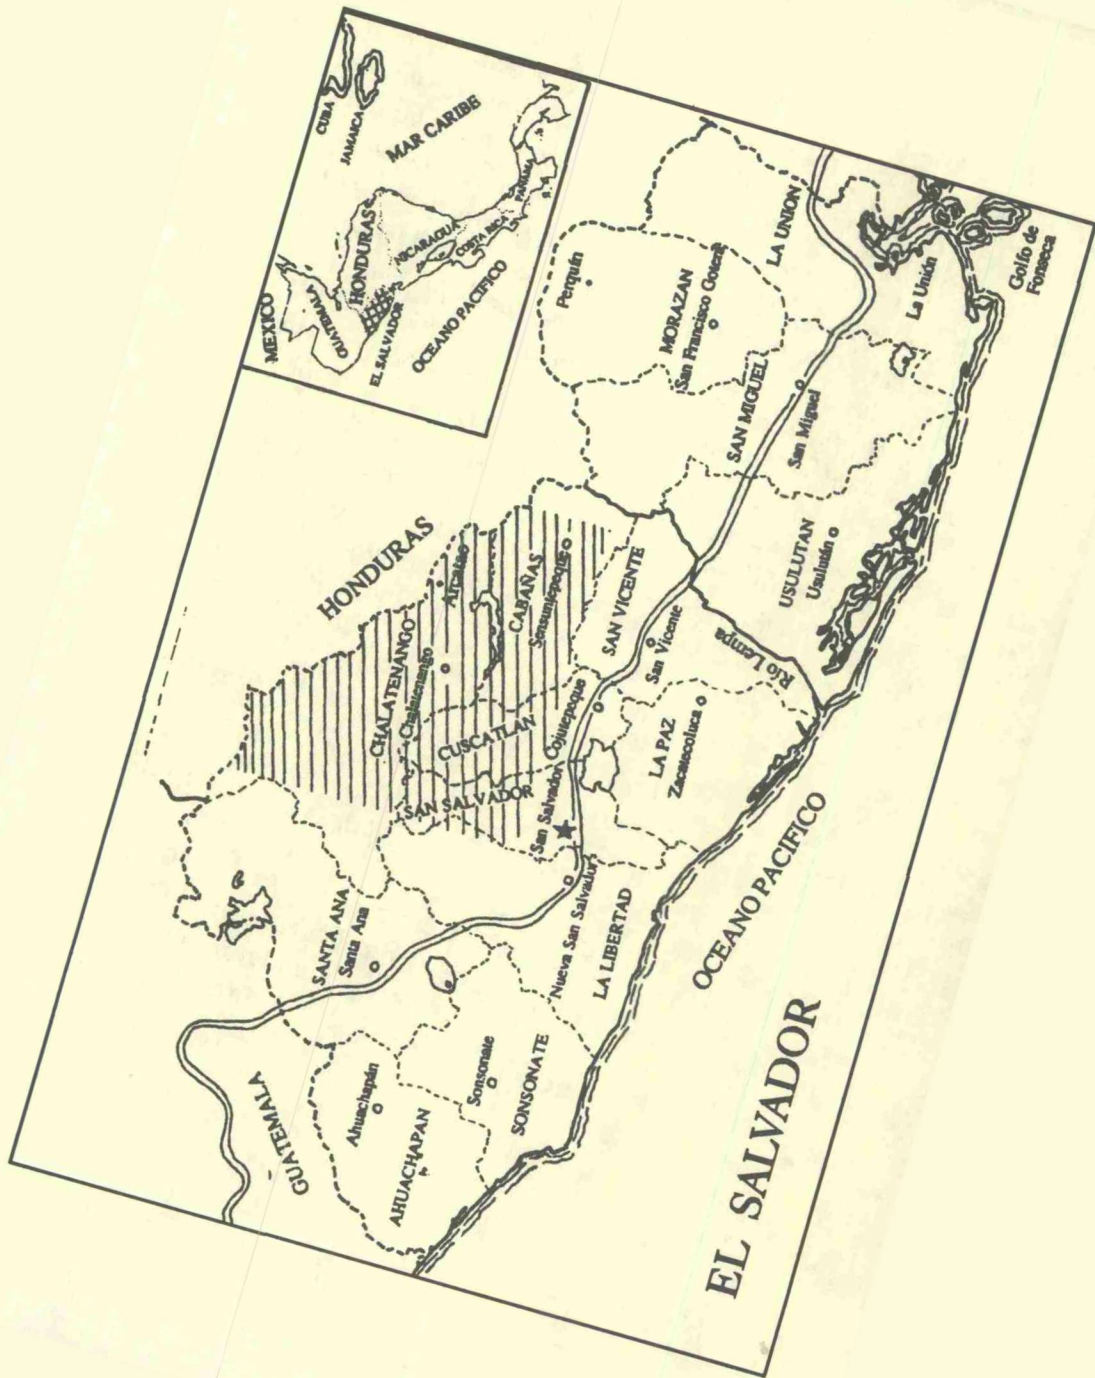 MEXICO
CUBA
JAMAICA
MAR CARIBE
GUATEMALA
HONDURAS
EL SALVADOR
NICARAGUA
COSTA RICA
PANAMA
OCEANO PACIFICO
HONDURAS
GUATEMALA
SANTA ANA
Santa Ana
Ahuachapán
AHUACHAPAN
Sonsonate
SONSONATE
CHALATENANGO
Chalatenango
Arcatao
CUSCATLAN
Cojutepeque
SAN SALVADOR
San Salvador
Nueva San Salvador
LA LIBERTAD
CABAÑAS
Sensuntepeque
SAN VICENTE
San Vicente
LA PAZ
Zacatecoluca
Río Lempa
Perquín
MORAZAN
San Francisco Gotera
SAN MIGUEL
San Miguel
USULUTAN
Usulután
LA UNION
La Unión
Golfo de
Fonseca
OCEANO PACIFICO
EL SALVADOR